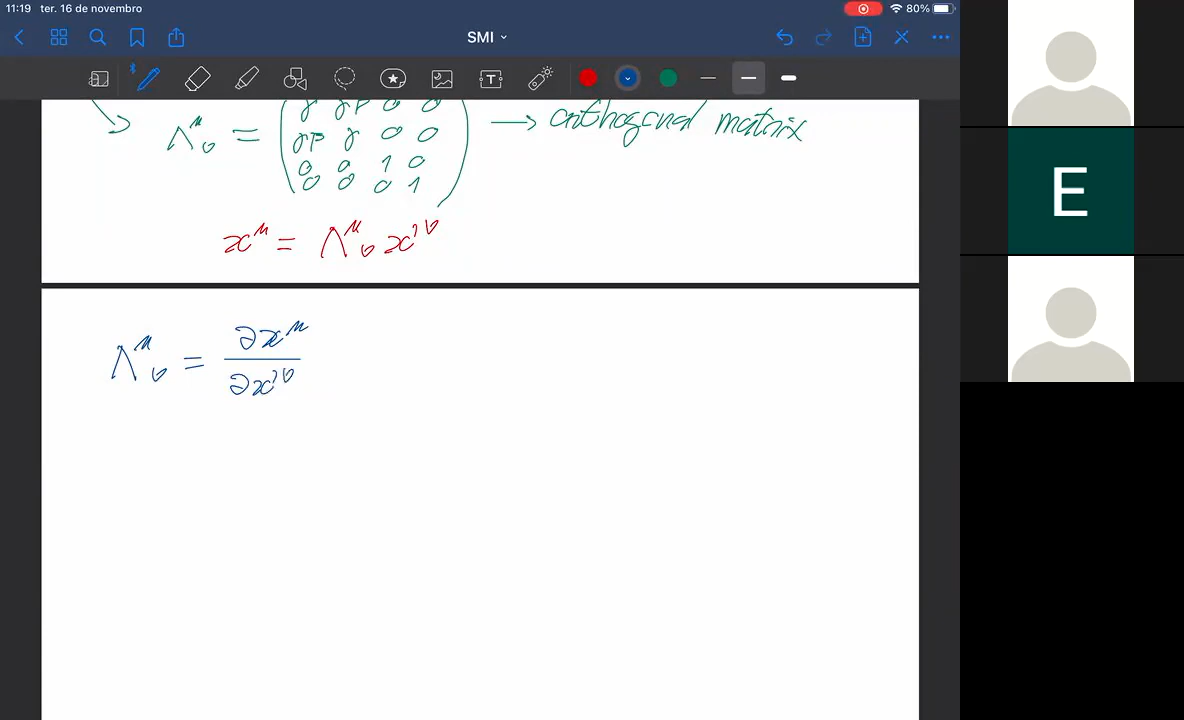 11:19 ter. 16 de novembro 80%
SMI
Λ^μ_ν = ( γ γβ 0 0 → orthogonal matrix
γβ γ 0 0
0 0 1 0
0 0 0 1 )
x^μ = Λ^μ_ν x'^ν
Λ^μ_ν = ∂x^μ / ∂x'^ν
E